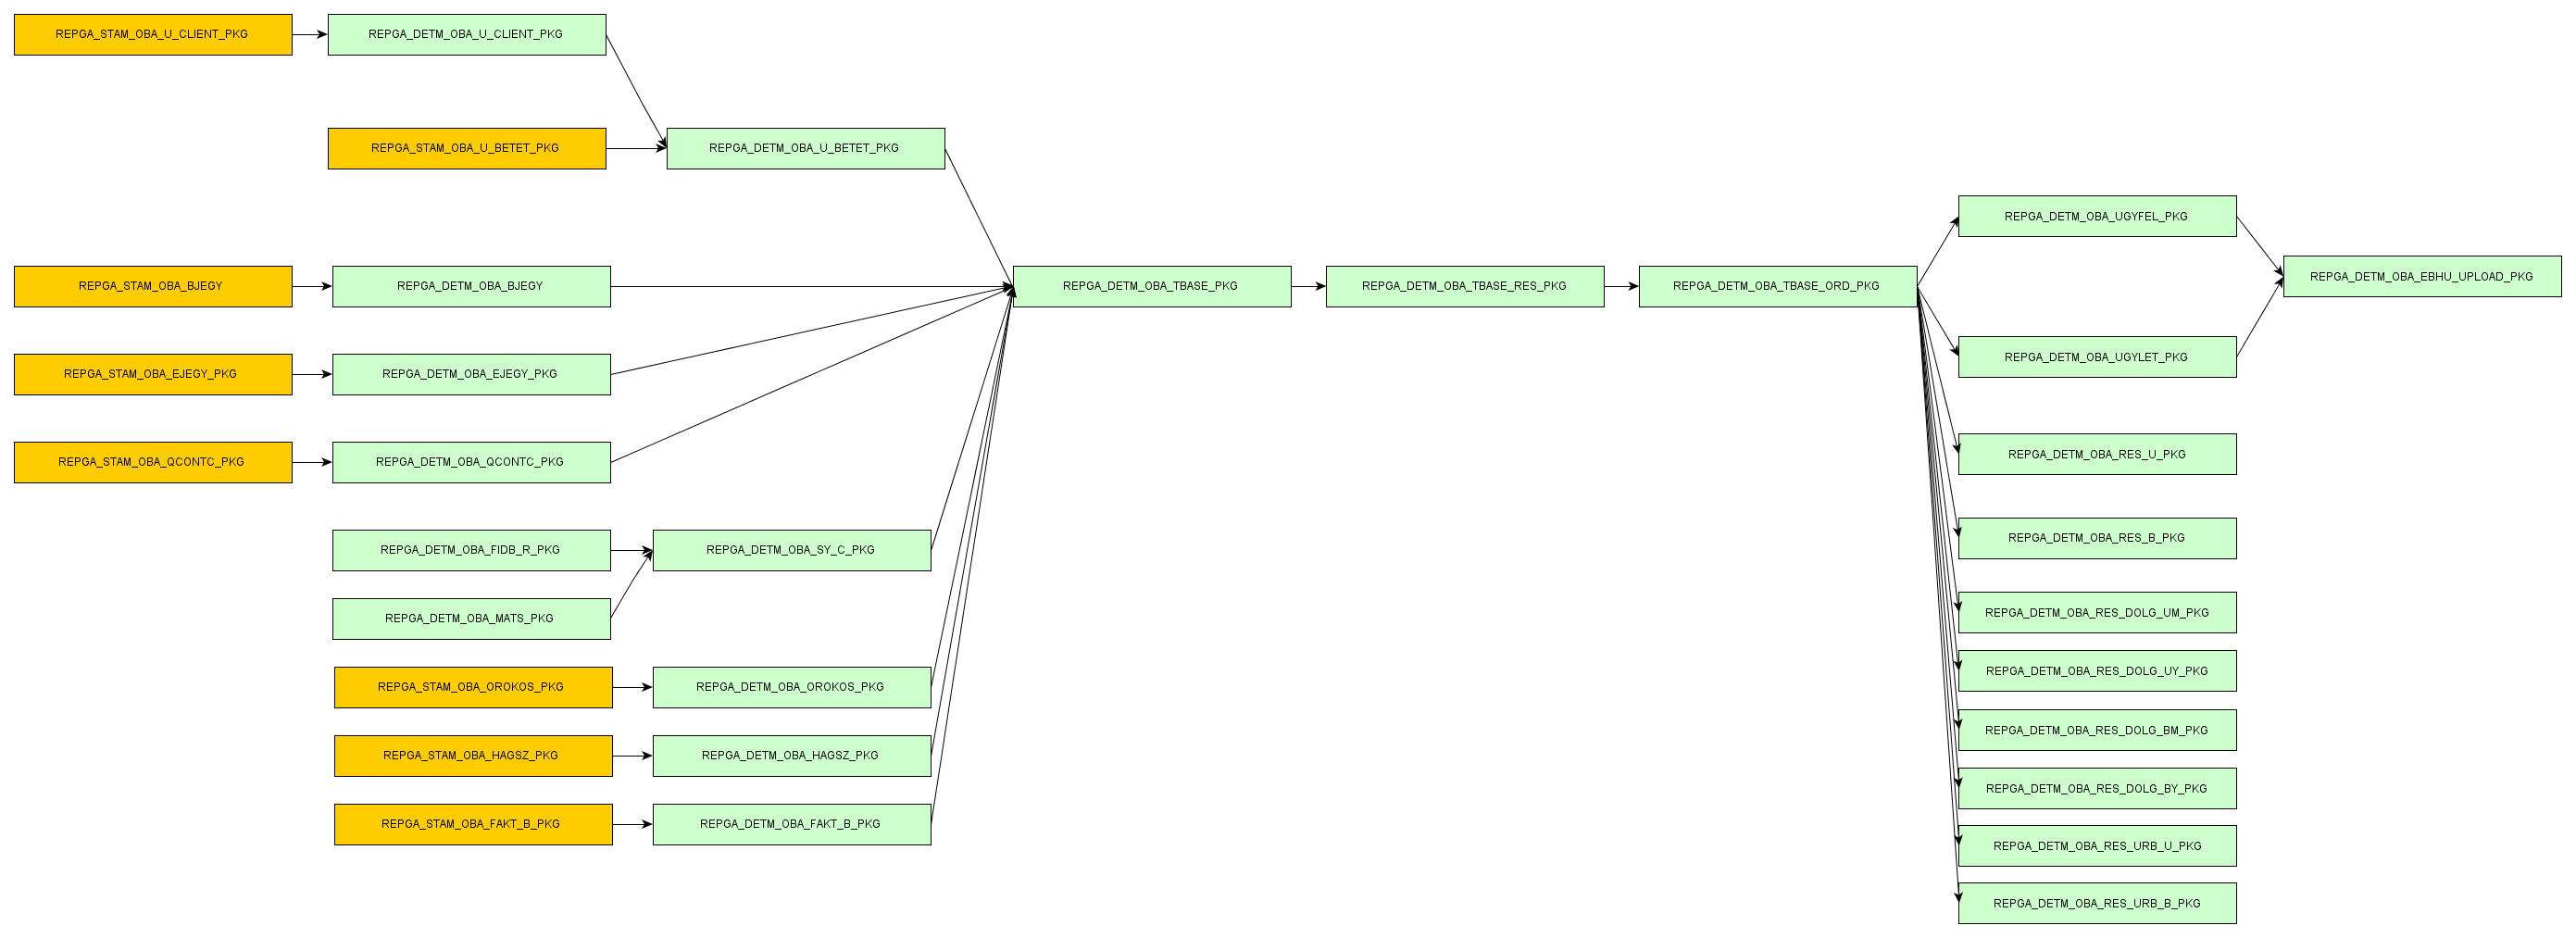 REPGA_STAM_OBA_U_CLIENT_PKG
REPGA_DETM_OBA_U_CLIENT_PKG
REPGA_STAM_OBA_U_BETET_PKG
REPGA_DETM_OBA_U_BETET_PKG
REPGA_STAM_OBA_BJEGY
REPGA_DETM_OBA_BJEGY
REPGA_STAM_OBA_EJEGY_PKG
REPGA_DETM_OBA_EJEGY_PKG
REPGA_STAM_OBA_QCONTC_PKG
REPGA_DETM_OBA_QCONTC_PKG
REPGA_DETM_OBA_FIDB_R_PKG
REPGA_DETM_OBA_SY_C_PKG
REPGA_DETM_OBA_MATS_PKG
REPGA_STAM_OBA_OROKOS_PKG
REPGA_DETM_OBA_OROKOS_PKG
REPGA_STAM_OBA_HAGSZ_PKG
REPGA_DETM_OBA_HAGSZ_PKG
REPGA_STAM_OBA_FAKT_B_PKG
REPGA_DETM_OBA_FAKT_B_PKG
REPGA_DETM_OBA_TBASE_PKG
REPGA_DETM_OBA_TBASE_RES_PKG
REPGA_DETM_OBA_TBASE_ORD_PKG
REPGA_DETM_OBA_UGYFEL_PKG
REPGA_DETM_OBA_EBHU_UPLOAD_PKG
REPGA_DETM_OBA_UGYLET_PKG
REPGA_DETM_OBA_RES_U_PKG
REPGA_DETM_OBA_RES_B_PKG
REPGA_DETM_OBA_RES_DOLG_UM_PKG
REPGA_DETM_OBA_RES_DOLG_UY_PKG
REPGA_DETM_OBA_RES_DOLG_BM_PKG
REPGA_DETM_OBA_RES_DOLG_BY_PKG
REPGA_DETM_OBA_RES_URB_U_PKG
REPGA_DETM_OBA_RES_URB_B_PKG